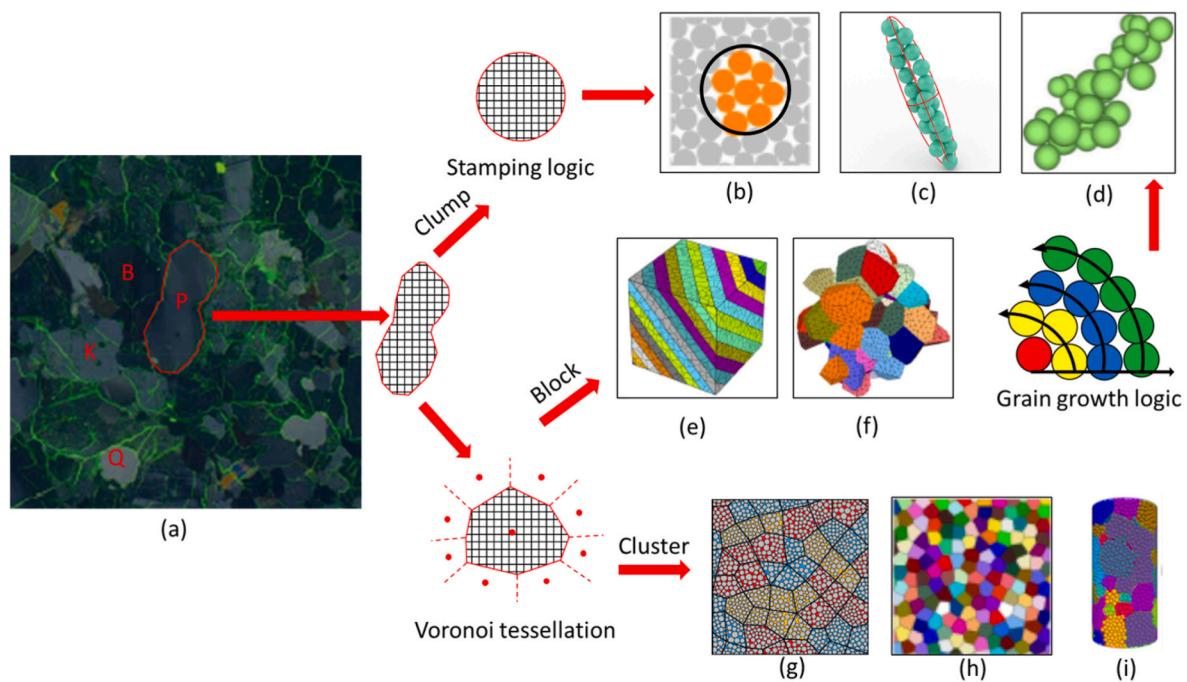 Stamping logic
(b)
(c)
(d)
Clump
B
P
K
Q
(a)
Block
(e)
(f)
Grain growth logic
Cluster
Voronoi tessellation
(g)
(h)
(i)